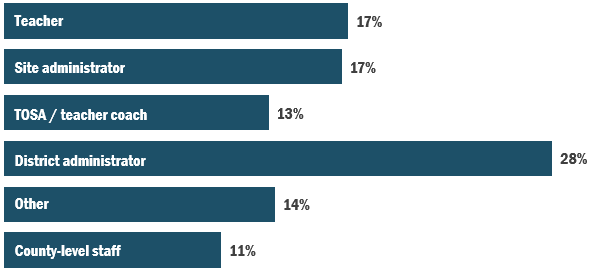 Teacher 17%
Site administrator 17%
TOSA / teacher coach 13%
District administrator 28%
Other 14%
County-level staff 11%